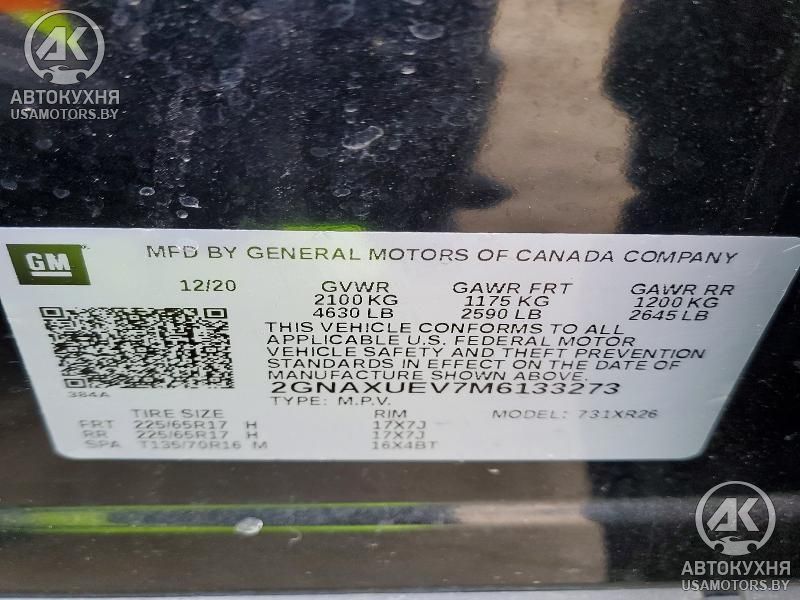 АК
АВТОКУХНЯ
USAMOTORS.BY
GM
MFD BY GENERAL MOTORS OF CANADA COMPANY
12/20 GVWR GAWR FRT GAWR RR
2100 KG 1175 KG 1200 KG
4630 LB 2590 LB 2645 LB
THIS VEHICLE CONFORMS TO ALL
APPLICABLE U.S. FEDERAL MOTOR
VEHICLE SAFETY AND THEFT PREVENTION
STANDARDS IN EFFECT ON THE DATE OF
MANUFACTURE SHOWN ABOVE.
384A
2GNAXUEV7M6133273
TYPE: M.P.V. MODEL: 731XR26
TIRE SIZE RIM
FRT 225/65R17 H 17X7J
RR 225/65R17 H 17X7J
SPA T135/70R16 M 16X4BT
АК
АВТОКУХНЯ
USAMOTORS.BY